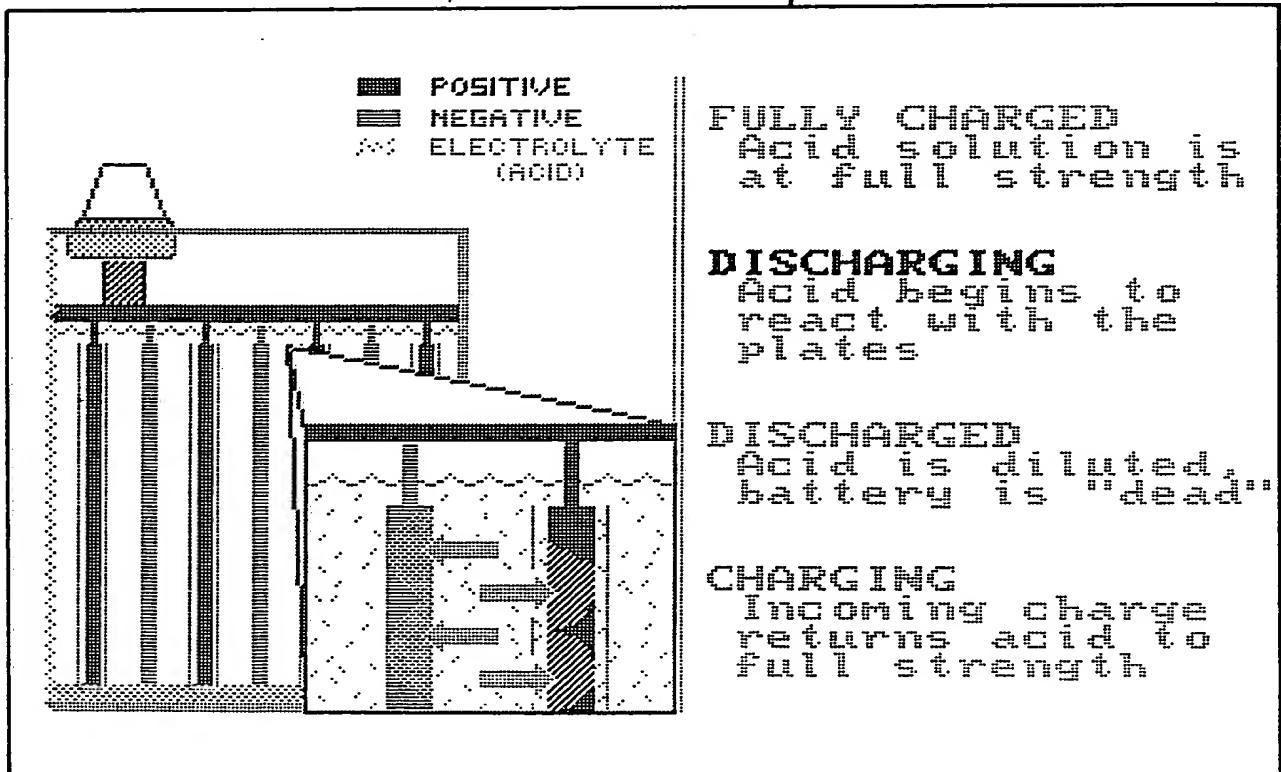 POSITIVE
NEGATIVE
ELECTROLYTE
(ACID)
FULLY CHARGED
Acid solution is
at full strength
DISCHARGING
Acid begins to
react with the
plates
DISCHARGED
Acid is diluted,
battery is "dead"
CHARGING
Incoming charge
returns acid to
full strength